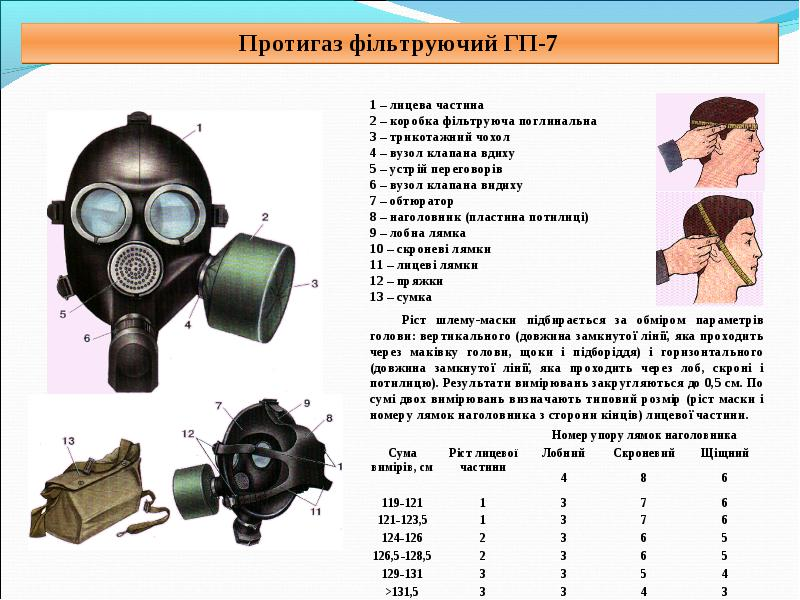 Протигаз фільтруючий ГП-7
1 – лицева частина
2 – коробка фільтруюча поглинальна
3 – трикотажний чохол
4 – вузол клапана вдиху
5 – устрій переговорів
6 – вузол клапана видиху
7 – обтюратор
8 – наголовник (пластина потилиці)
9 – лобна лямка
10 – скроневі лямки
11 – лицеві лямки
12 – пряжки
13 – сумка
Ріст шлему-маски підбирається за обміром параметрів
голови: вертикального (довжина замкнутої лінії, яка проходить
через маківку голови, щоки і підборіддя) і горизонтального
(довжина замкнутої лінії, яка проходить через лоб, скроні і
потилицю). Результати вимірювань закругляються до 0,5 см. По
сумі двох вимірювань визначають типовий розмір (ріст маски і
номеру лямок наголовника з сторони кінців) лицевої частини.
Номер упору лямок наголовника
Сума Ріст лицевої Лобний Скроневий Щіщний
вимірів, см частини
4 8 6
119-121 1 3 7 6
121-123,5 1 3 7 6
124-126 2 3 6 5
126,5-128,5 2 3 6 5
129-131 3 3 5 4
>131,5 3 3 4 3
1
2
3
4
5
6
7
9
8
12
13
1
11